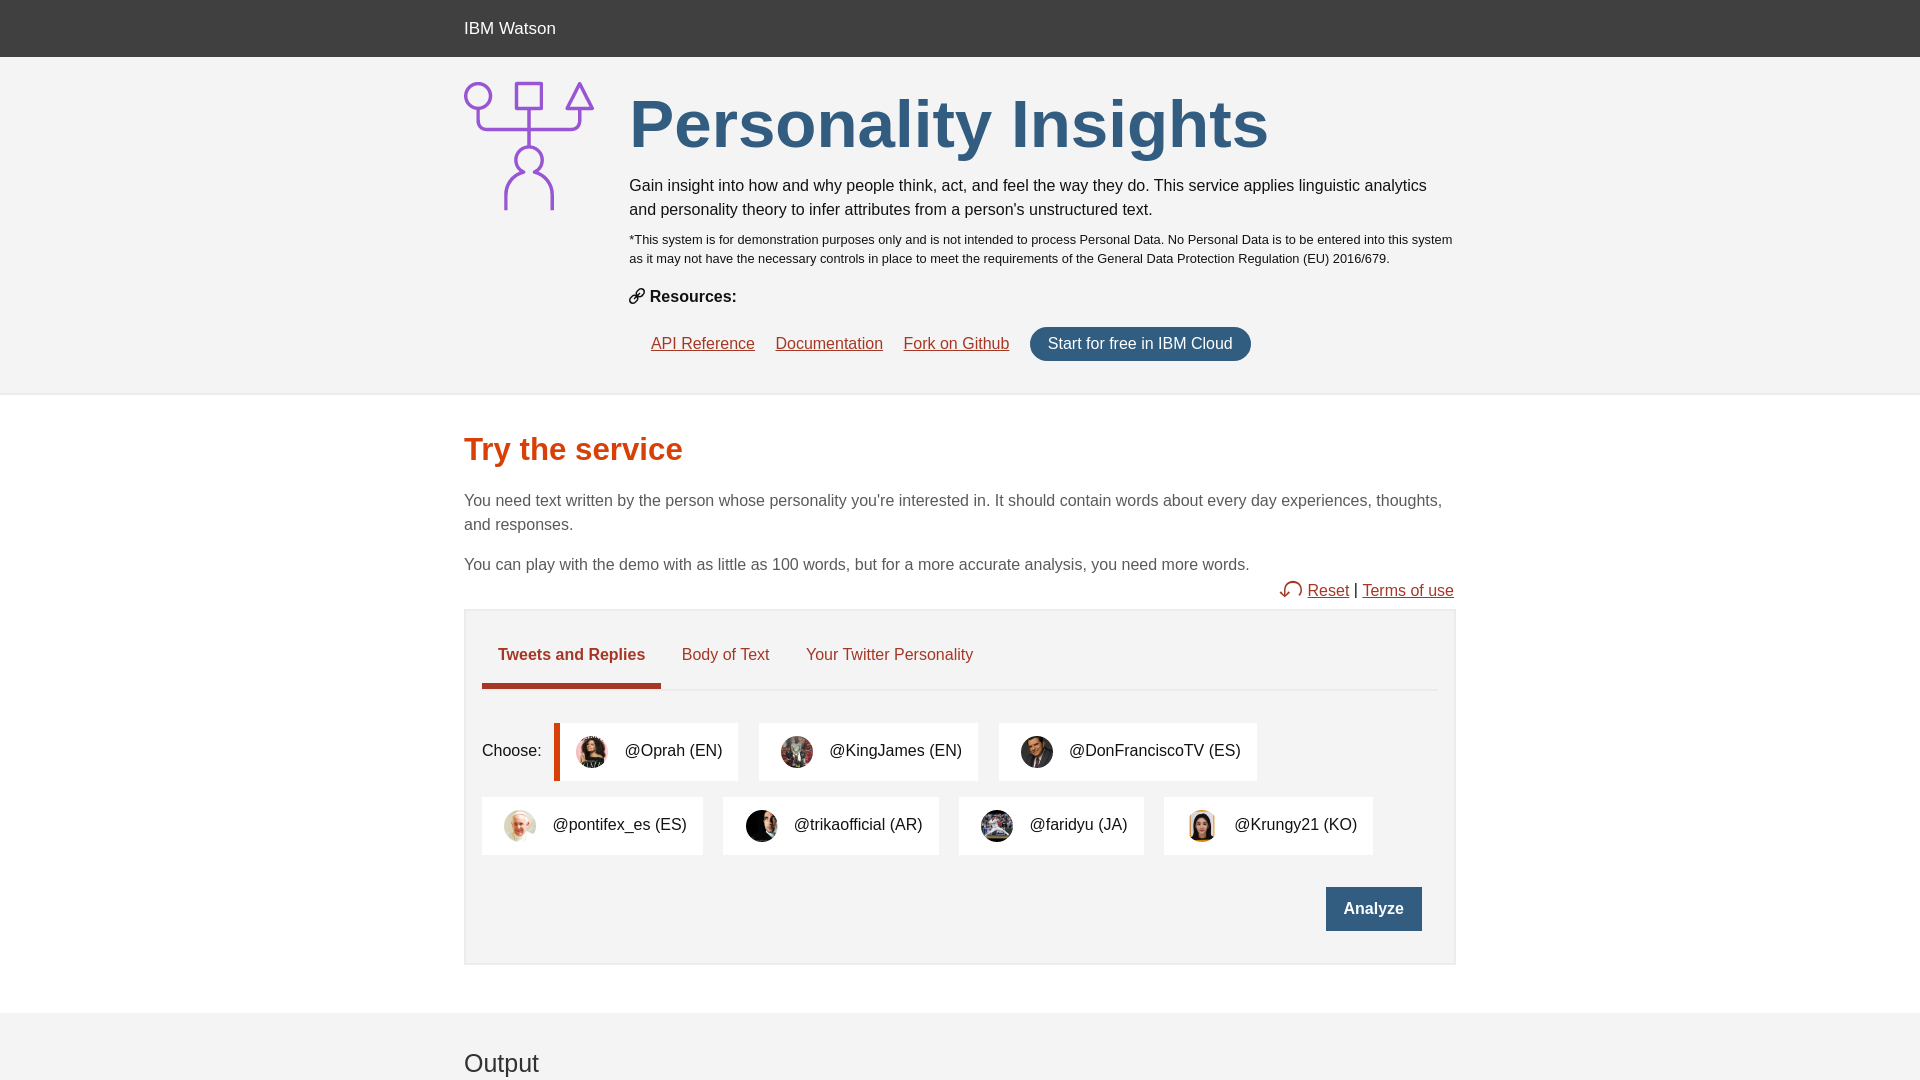 IBM Watson
Personality Insights
Gain insight into how and why people think, act, and feel the way they do. This service applies linguistic analytics
and personality theory to infer attributes from a person's unstructured text.
*This system is for demonstration purposes only and is not intended to process Personal Data. No Personal Data is to be entered into this system
as it may not have the necessary controls in place to meet the requirements of the General Data Protection Regulation (EU) 2016/679.
Resources:
API Reference Documentation Fork on Github Start for free in IBM Cloud
Try the service
You need text written by the person whose personality you're interested in. It should contain words about every day experiences, thoughts,
and responses.
You can play with the demo with as little as 100 words, but for a more accurate analysis, you need more words.
Reset | Terms of use
Tweets and Replies Body of Text Your Twitter Personality
Choose: @Oprah (EN) @KingJames (EN) @DonFranciscoTV (ES)
@pontifex_es (ES) @trikaofficial (AR) @faridyu (JA) @Krungy21 (KO)
Analyze
Output